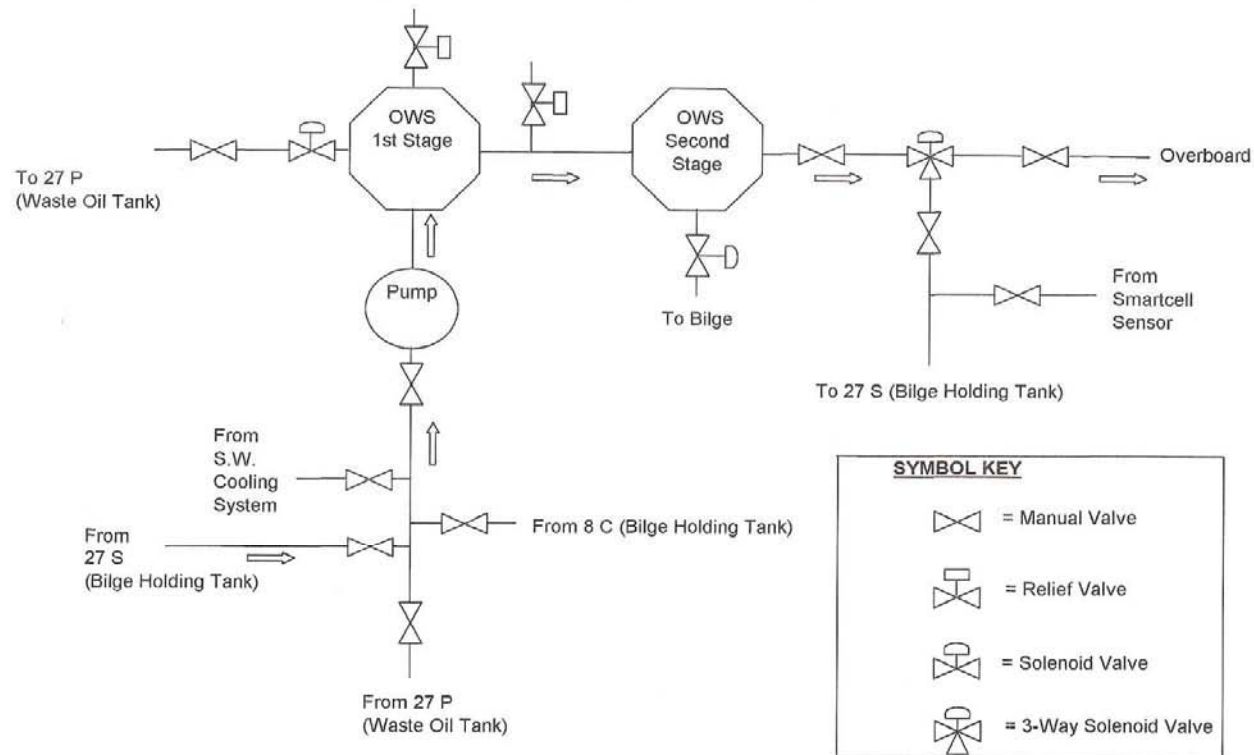 OWS
1st Stage
OWS
Second
Stage
Overboard
To 27 P
(Waste Oil Tank)
Pump
To Bilge
From
Smartcell
Sensor
To 27 S (Bilge Holding Tank)
From
S.W.
Cooling
System
From 8 C (Bilge Holding Tank)
From
27 S
(Bilge Holding Tank)
From 27 P
(Waste Oil Tank)
SYMBOL KEY
= Manual Valve
= Relief Valve
= Solenoid Valve
= 3-Way Solenoid Valve